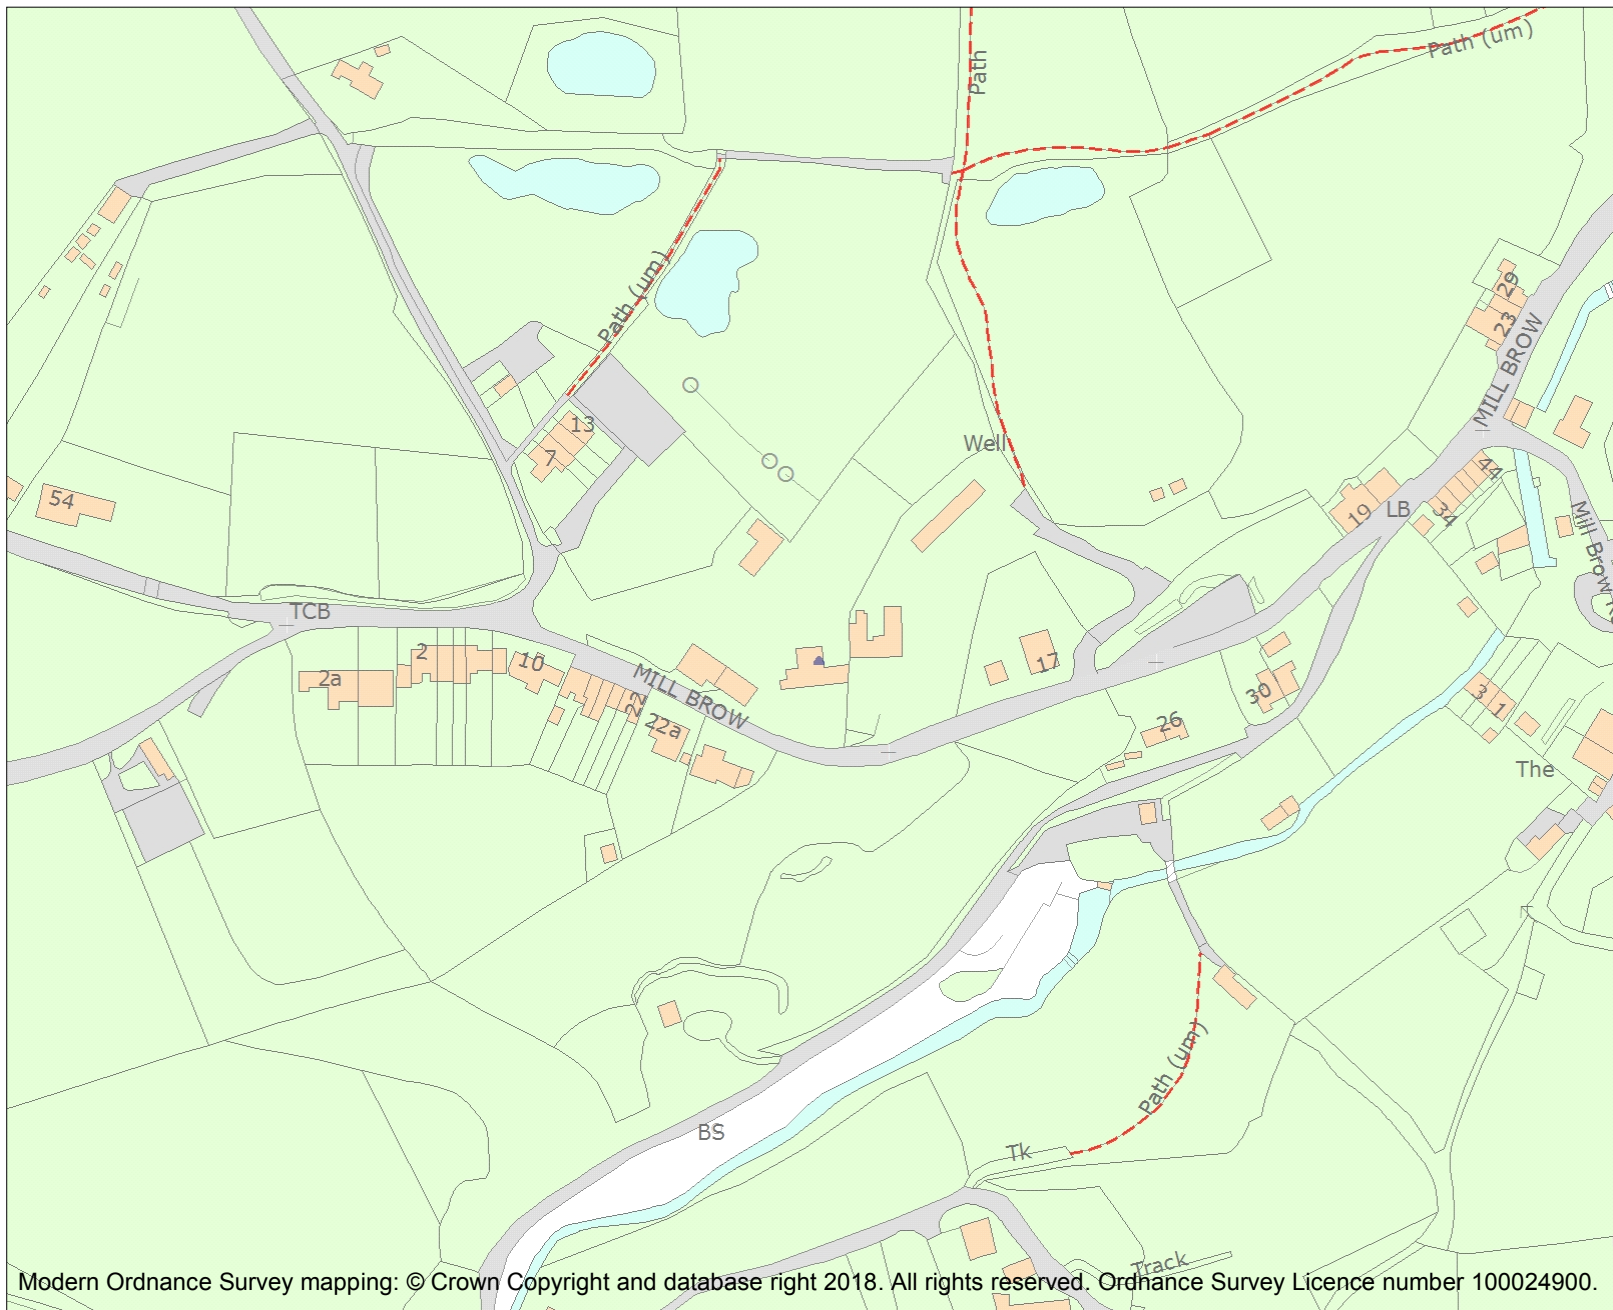 Path
Path (um)
Path (um)
29
23
MILL BROW
13
7
Well
44
54
19
LB
34
Mill Brow
TCB
2
10
2a
MILL BROW
22
22a
17
30
26
3
1
The
Path (um)
BS
Tk
Track
Modern Ordnance Survey mapping: © Crown Copyright and database right 2018. All rights reserved. Ordnance Survey Licence number 100024900.